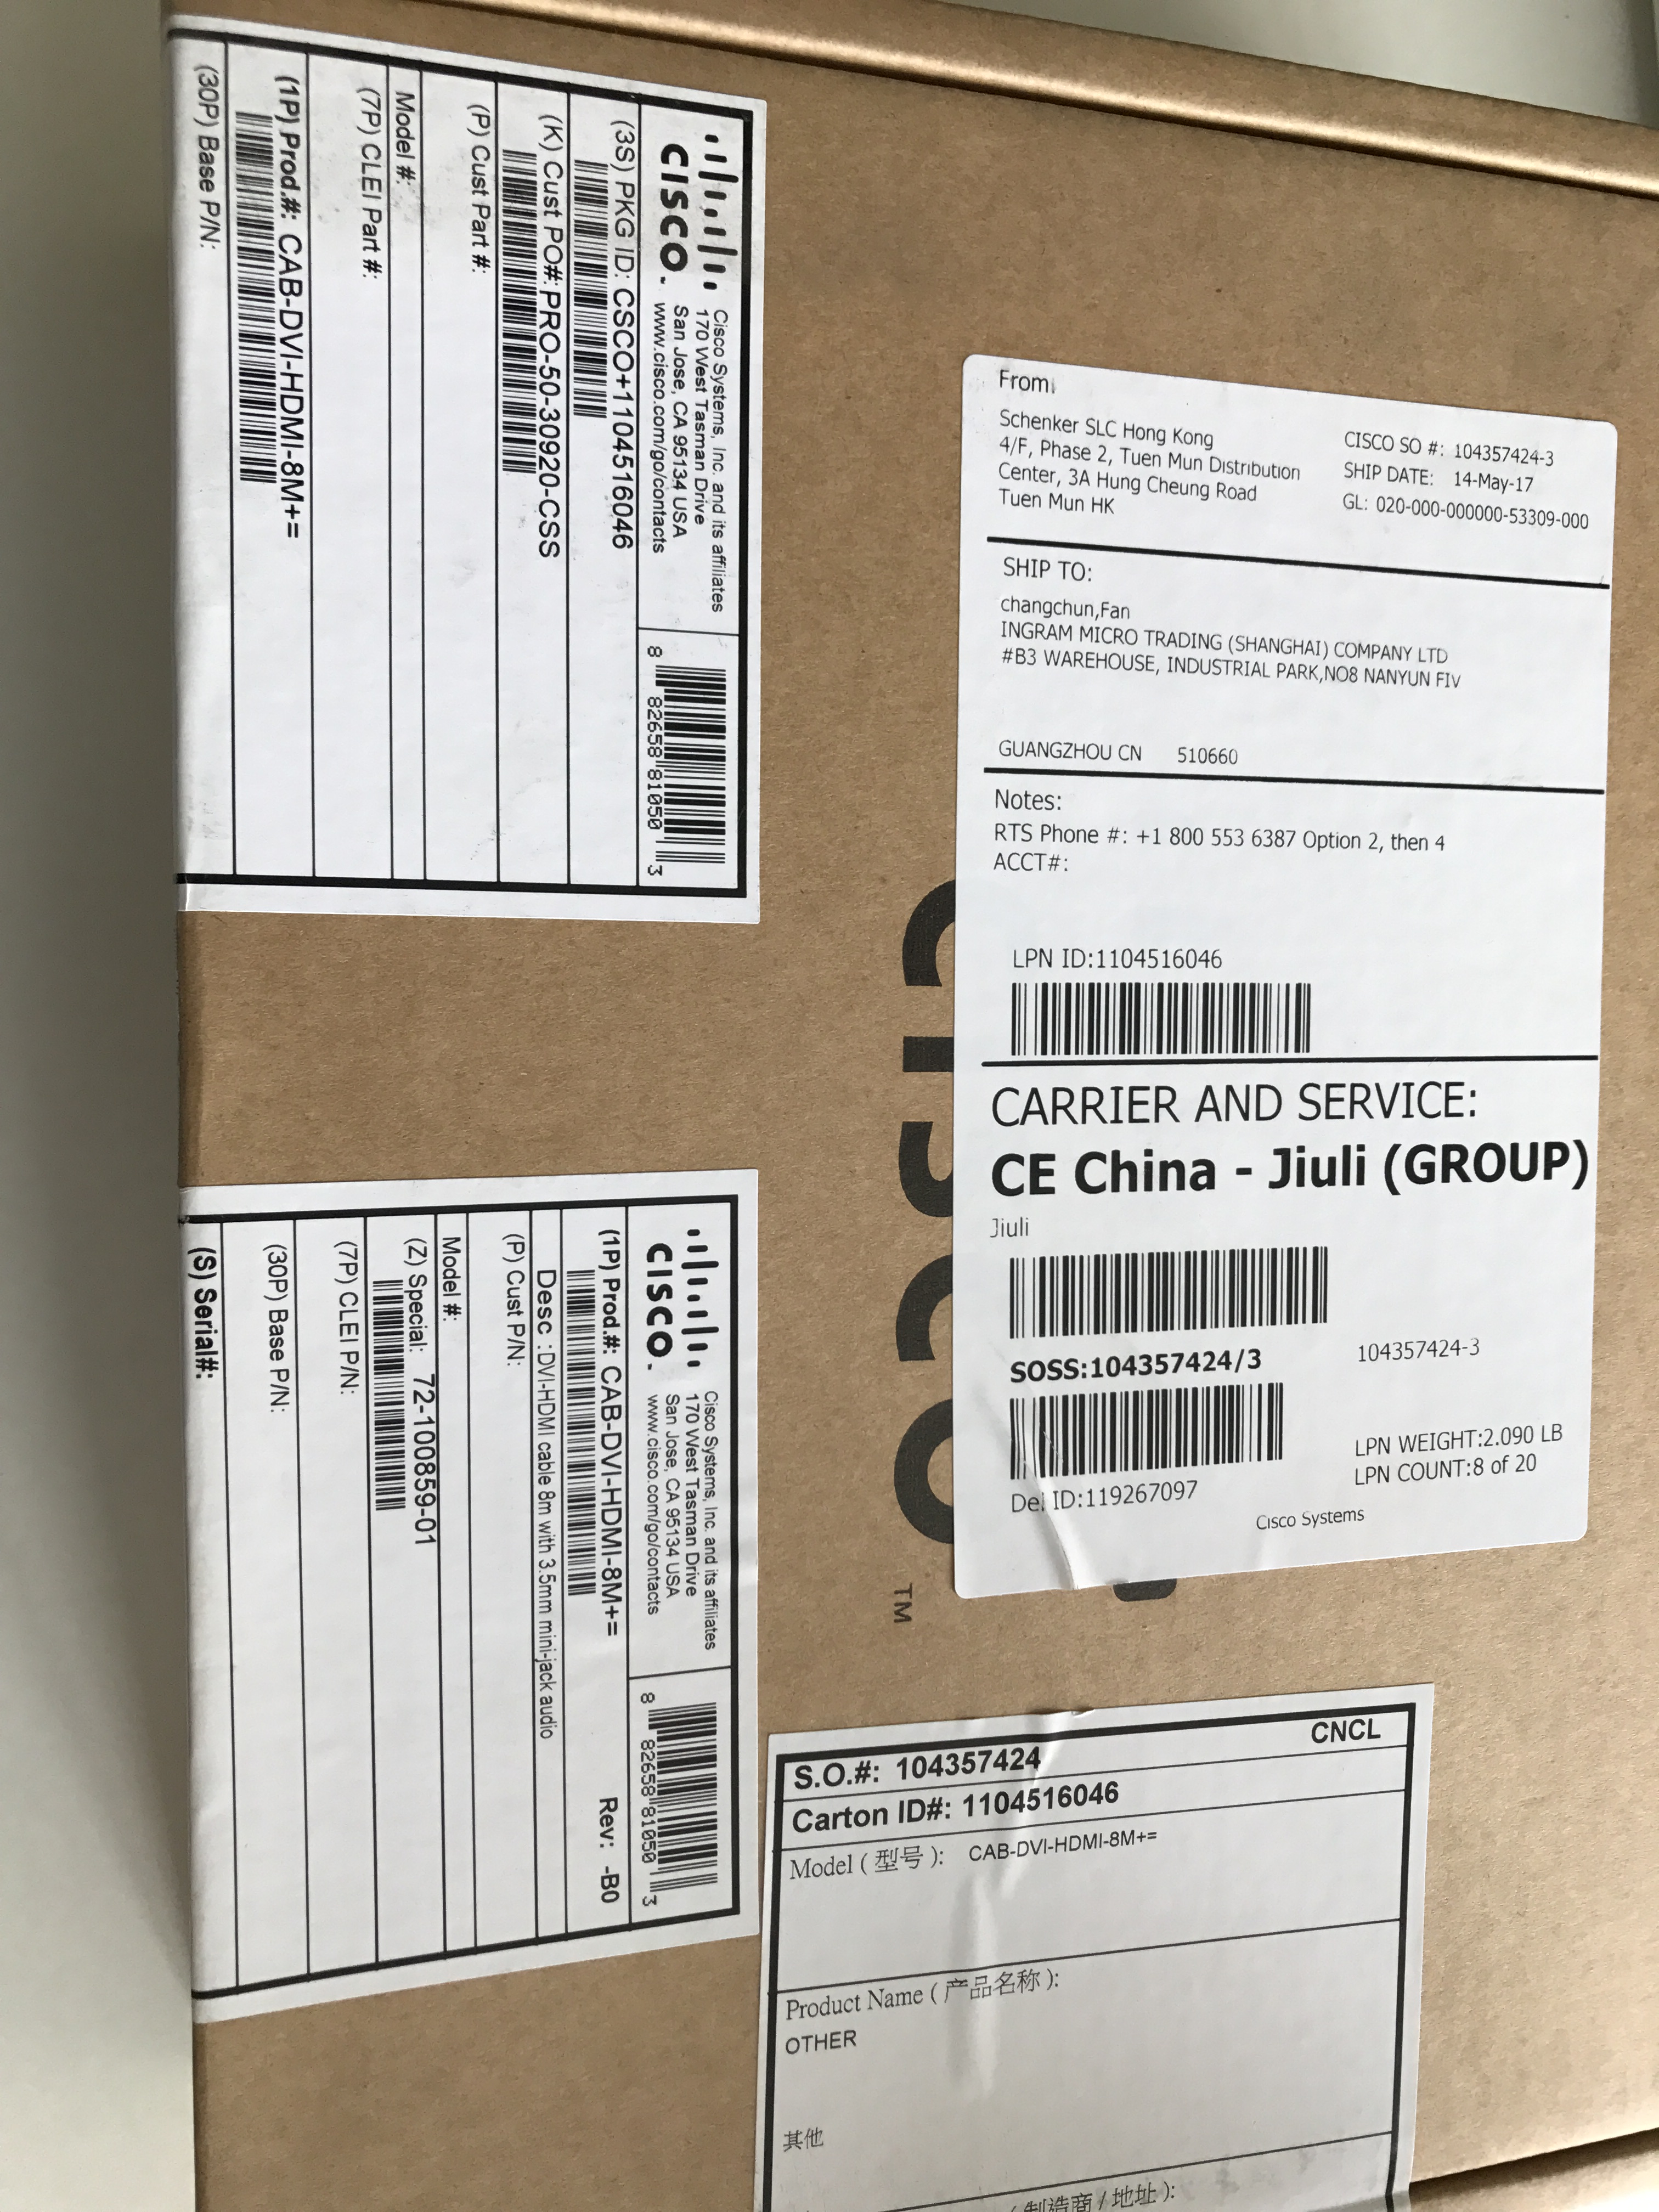 cisco.
Cisco Systems, Inc. and its affiliates
170 West Tasman Drive
San Jose, CA 95134 USA
www.cisco.com/go/contacts
8 82658 81050 3
(3S) PKG ID: CSCO+1104516046
(K) Cust PO#: PRO-50-30920-CSS
(P) Cust Part #:
Model #:
(7P) CLEI Part #:
(1P) Prod.#: CAB-DVI-HDMI-8M+=
(30P) Base P/N:
From:
Schenker SLC Hong Kong
4/F, Phase 2, Tuen Mun Distribution
Center, 3A Hung Cheung Road
Tuen Mun HK
CISCO SO #: 104357424-3
SHIP DATE: 14-May-17
GL: 020-000-000000-53309-000
SHIP TO:
changchun,Fan
INGRAM MICRO TRADING (SHANGHAI) COMPANY LTD
#B3 WAREHOUSE, INDUSTRIAL PARK,NO8 NANYUN FIV
GUANGZHOU CN 510660
Notes:
RTS Phone #: +1 800 553 6387 Option 2, then 4
ACCT#:
LPN ID:1104516046
CARRIER AND SERVICE:
CE China - Jiuli (GROUP)
Jiuli
SOSS:104357424/3
104357424-3
Del ID:119267097
LPN WEIGHT:2.090 LB
LPN COUNT:8 of 20
Cisco Systems
TM
cisco.
Cisco Systems, Inc. and its affiliates
170 West Tasman Drive
San Jose, CA 95134 USA
www.cisco.com/go/contacts
8 82658 81050 3
(1P) Prod.#: CAB-DVI-HDMI-8M+= Rev: -B0
Desc : DVI-HDMI cable 8m with 3.5mm mini-jack audio
(P) Cust P/N:
Model #:
(Z) Special: 72-100859-01
(7P) CLEI P/N:
(30P) Base P/N:
(S) Serial#:
CNCL
S.O.#: 104357424
Carton ID#: 1104516046
Model ( 型号 ): CAB-DVI-HDMI-8M+=
Product Name ( 产品名称 ):
OTHER
其他
( 制造商 / 地址 ):